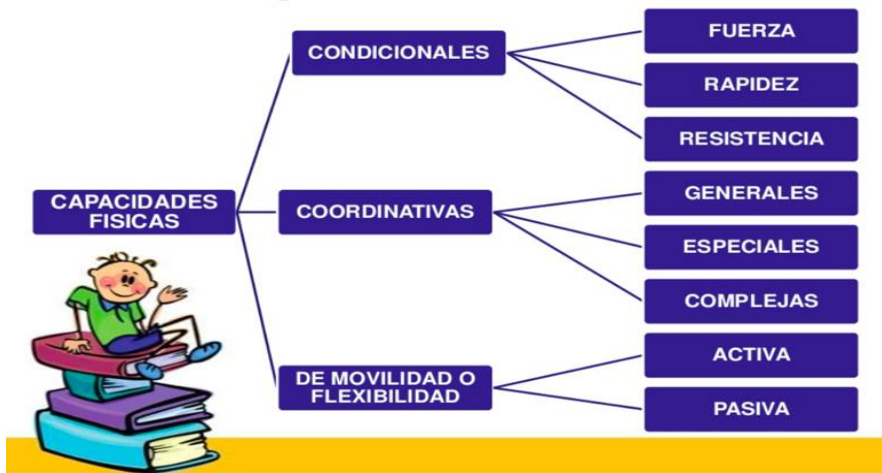 CAPACIDADES
FISICAS
CONDICIONALES
FUERZA
RAPIDEZ
RESISTENCIA
COORDINATIVAS
GENERALES
ESPECIALES
COMPLEJAS
DE MOVILIDAD O
FLEXIBILIDAD
ACTIVA
PASIVA